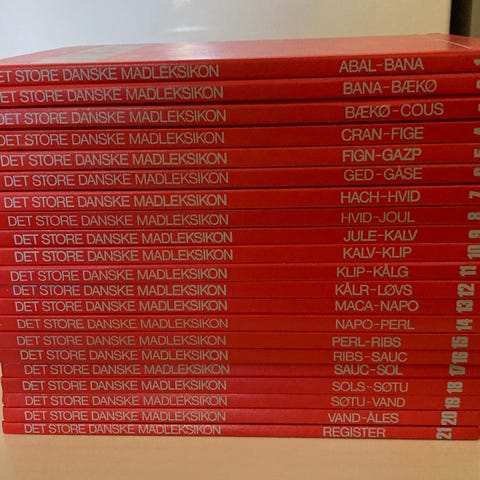 DET STORE DANSKE MADLEKSIKON ABAL-BANA 1
DET STORE DANSKE MADLEKSIKON BANA-BÆKØ
DET STORE DANSKE MADLEKSIKON BÆKØ-COUS
DET STORE DANSKE MADLEKSIKON CRAN-FIGE 4
DET STORE DANSKE MADLEKSIKON FIGN-GAZP 5
DET STORE DANSKE MADLEKSIKON GED-GÅSE
DET STORE DANSKE MADLEKSIKON HACH-HVID 7
DET STORE DANSKE MADLEKSIKON HVID-JOUL 8
DET STORE DANSKE MADLEKSIKON JULE-KALV 9
DET STORE DANSKE MADLEKSIKON KALV-KLIP 10
DET STORE DANSKE MADLEKSIKON KLIP-KÅLG 11
DET STORE DANSKE MADLEKSIKON KÅLR-LØVS 12
DET STORE DANSKE MADLEKSIKON MACA-NAPO 13
DET STORE DANSKE MADLEKSIKON NAPO-PERL 14
DET STORE DANSKE MADLEKSIKON PERL-RIBS 15
DET STORE DANSKE MADLEKSIKON RIBS-SAUC 16
DET STORE DANSKE MADLEKSIKON SAUC-SOL 17
DET STORE DANSKE MADLEKSIKON SOLS-SØTU 18
DET STORE DANSKE MADLEKSIKON SØTU-VAND 19
DET STORE DANSKE MADLEKSIKON VAND-ÅLES 20
DET STORE DANSKE MADLEKSIKON REGISTER 21